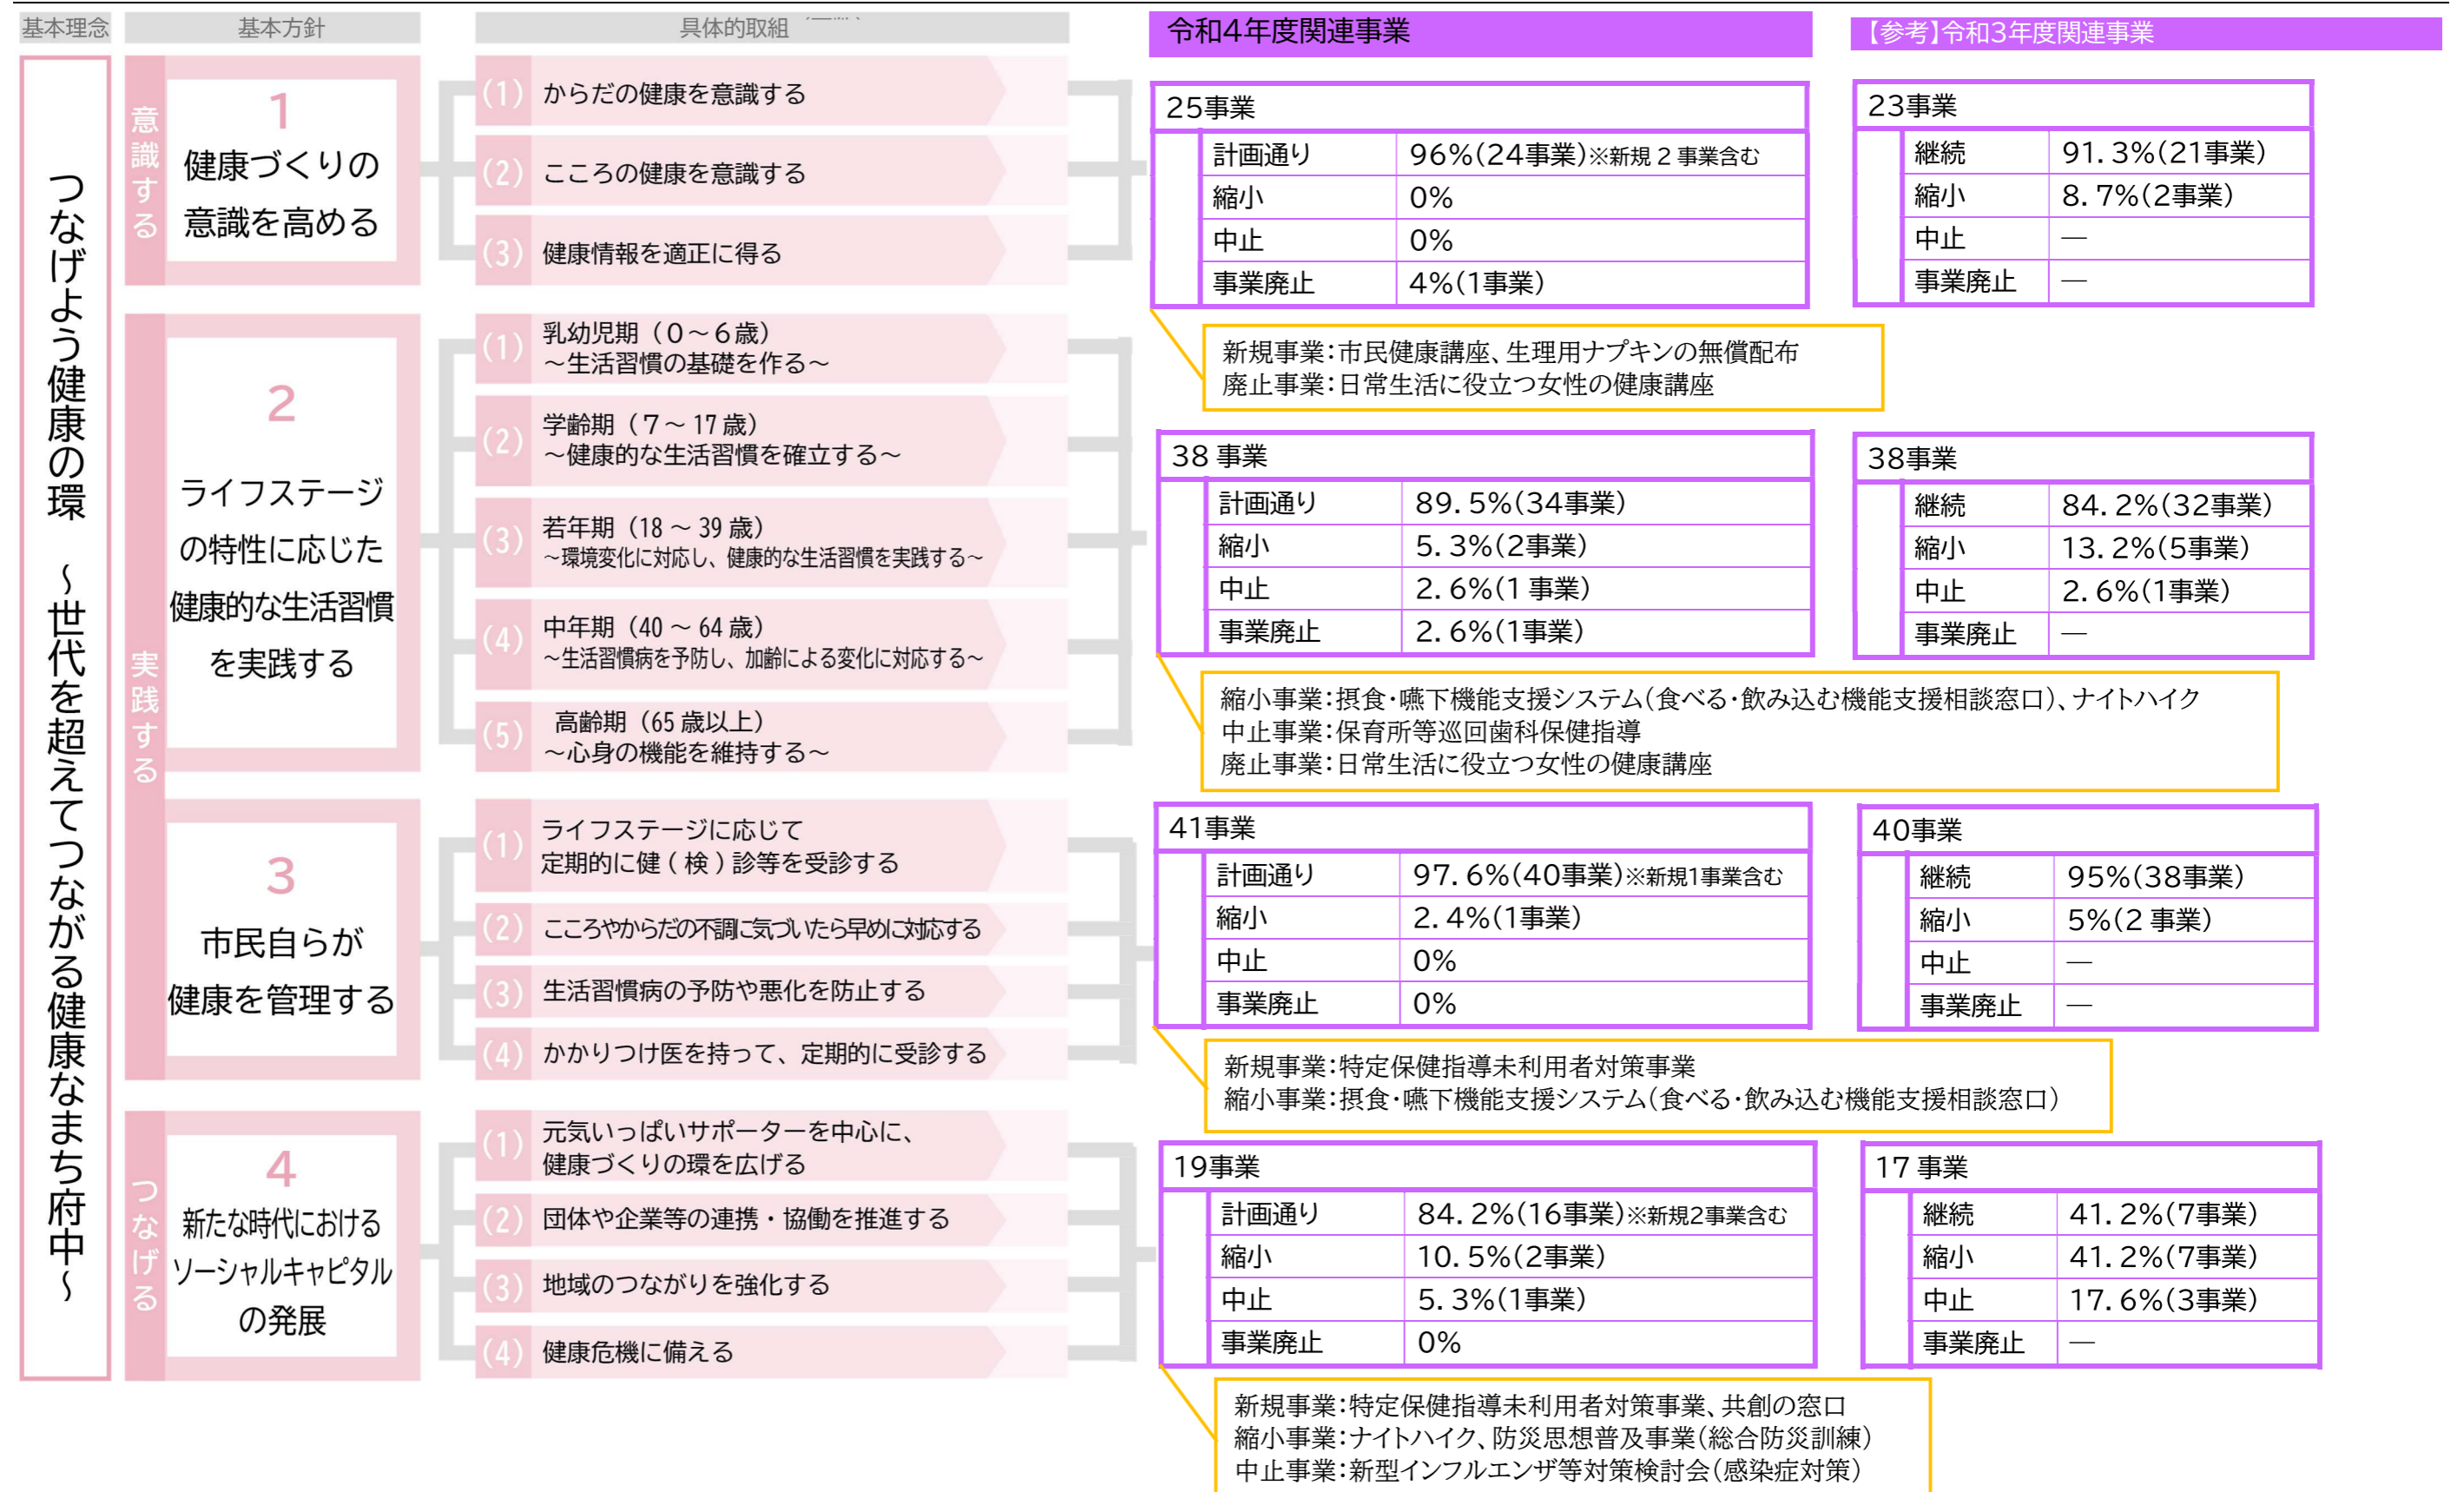 基本理念
基本方針
具体的取組
令和4年度関連事業
【参考】令和3年度関連事業
つなげよう健康の環　～世代を超えてつながる健康なまち府中～
意識する
1
健康づくりの
意識を高める
(1) からだの健康を意識する
(2) こころの健康を意識する
(3) 健康情報を適正に得る
25事業
計画通り 96%(24事業)※新規２事業含む
縮小 0%
中止 0%
事業廃止 4%(1事業)
23事業
継続 91.3%(21事業)
縮小 8.7%(2事業)
中止 ―
事業廃止 ―
新規事業：市民健康講座、生理用ナプキンの無償配布
廃止事業：日常生活に役立つ女性の健康講座
実践する
2
ライフステージ
の特性に応じた
健康的な生活習慣
を実践する
(1) 乳幼児期（０～６歳）
～生活習慣の基礎を作る～
(2) 学齢期（７～17歳）
～健康的な生活習慣を確立する～
(3) 若年期（18～39歳）
～環境変化に対応し、健康的な生活習慣を実践する～
(4) 中年期（40～64歳）
～生活習慣病を予防し、加齢による変化に対応する～
(5) 高齢期（65歳以上）
～心身の機能を維持する～
38事業
計画通り 89.5%(34事業)
縮小 5.3%(2事業)
中止 2.6%(1事業)
事業廃止 2.6%(1事業)
38事業
継続 84.2%(32事業)
縮小 13.2%(5事業)
中止 2.6%(1事業)
事業廃止 ―
縮小事業：摂食・嚥下機能支援システム（食べる・飲み込む機能支援相談窓口）、ナイトハイク
中止事業：保育所等巡回歯科保健指導
廃止事業：日常生活に役立つ女性の健康講座
3
市民自らが
健康を管理する
(1) ライフステージに応じて
定期的に健(検)診等を受診する
(2) こころやからだの不調に気づいたら早めに対応する
(3) 生活習慣病の予防や悪化を防止する
(4) かかりつけ医を持って、定期的に受診する
41事業
計画通り 97.6%(40事業)※新規1事業含む
縮小 2.4%(1事業)
中止 0%
事業廃止 0%
40事業
継続 95%(38事業)
縮小 5%(2事業)
中止 ―
事業廃止 ―
新規事業：特定保健指導未利用者対策事業
縮小事業：摂食・嚥下機能支援システム（食べる・飲み込む機能支援相談窓口）
つなげる
4
新たな時代における
ソーシャルキャピタル
の発展
(1) 元気いっぱいサポーターを中心に、
健康づくりの環を広げる
(2) 団体や企業等の連携・協働を推進する
(3) 地域のつながりを強化する
(4) 健康危機に備える
19事業
計画通り 84.2%(16事業)※新規2事業含む
縮小 10.5%(2事業)
中止 5.3%(1事業)
事業廃止 0%
17事業
継続 41.2%(7事業)
縮小 41.2%(7事業)
中止 17.6%(3事業)
事業廃止 ―
新規事業：特定保健指導未利用者対策事業、共創の窓口
縮小事業：ナイトハイク、防災思想普及事業（総合防災訓練）
中止事業：新型インフルエンザ等対策検討会（感染症対策）